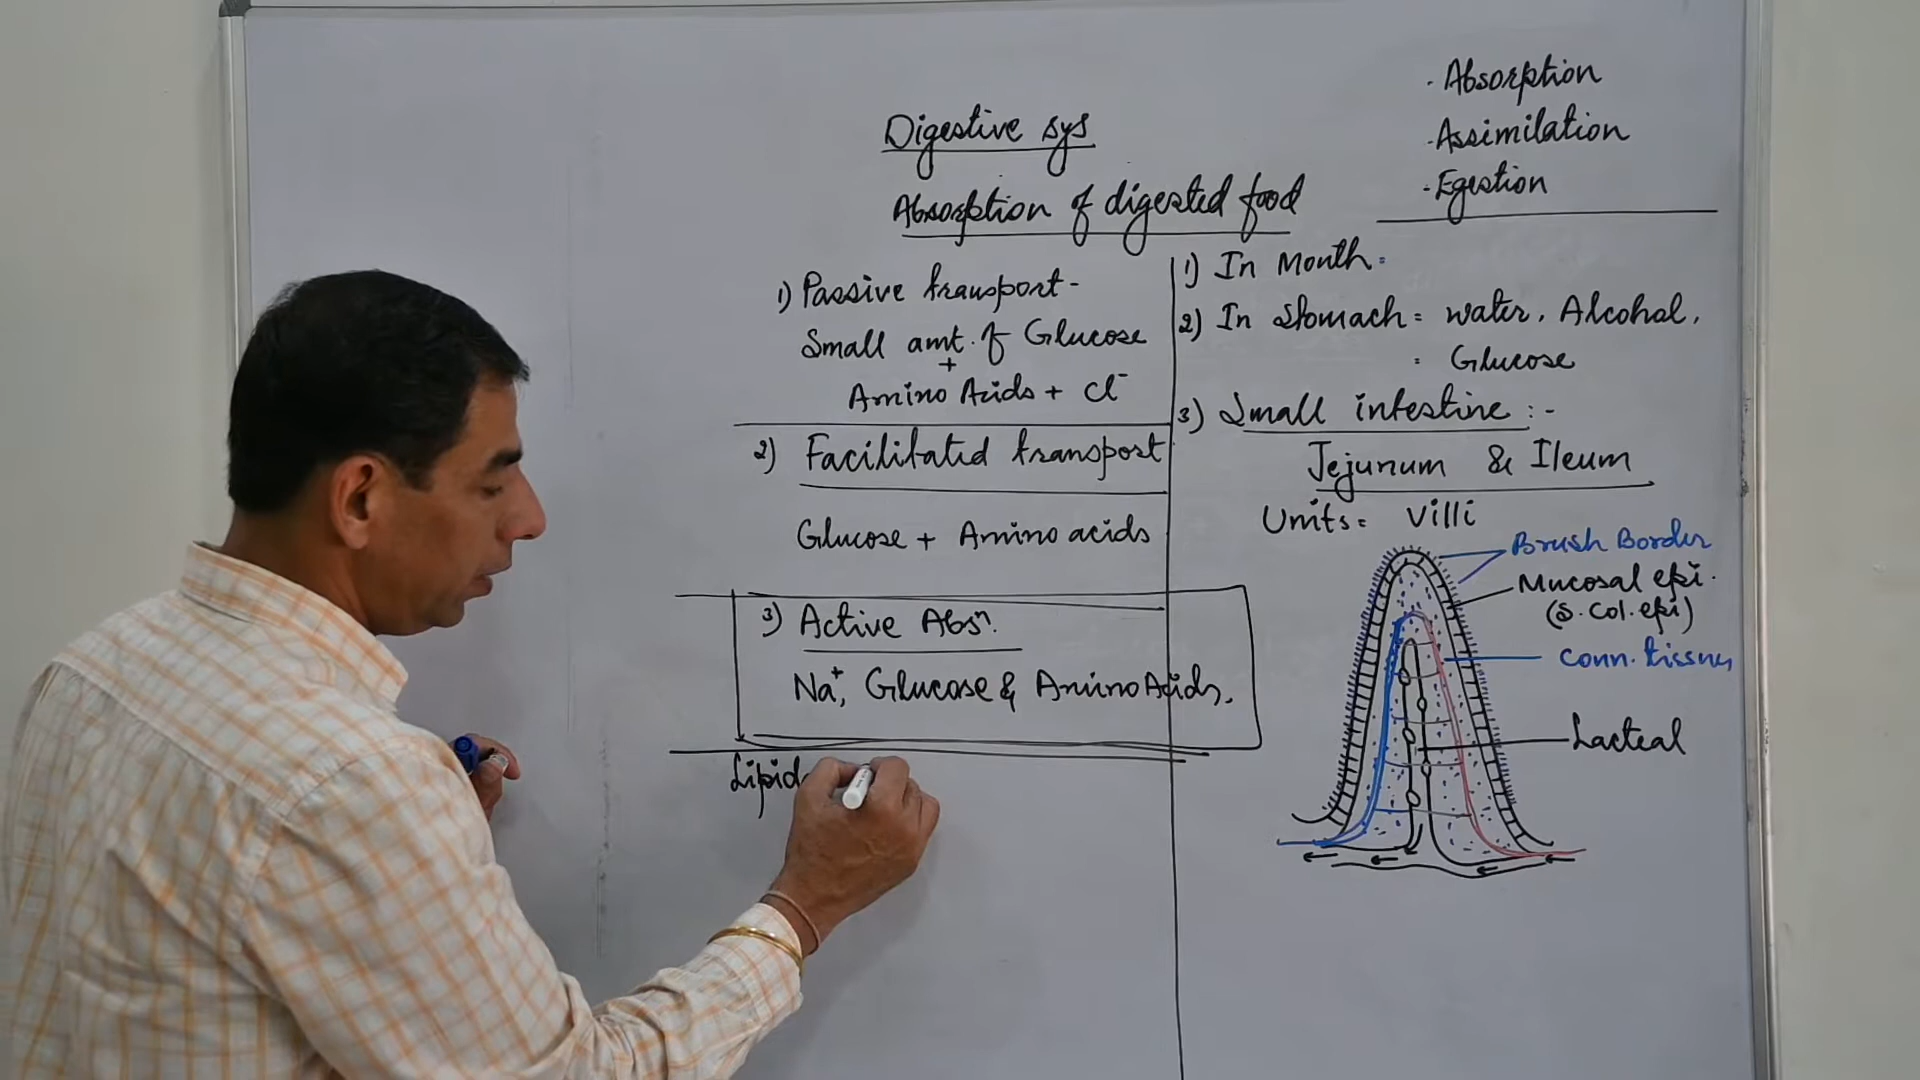 Digestive sys
Absorption of digested food
· Absorption
· Assimilation
· Egestion
1) Passive transport-
Small amt. of Glucose
+
Amino Acids + Cl⁻
2) Facilitated transport
Glucose + Amino acids
3) Active Absⁿ.
Na⁺, Glucose & Amino Acids.
Lipid
1) In Mouth =
2) In Stomach = water, Alcohal,
= Glucose
3) Small intestine :-
Jejunum & Ileum
Units = Villi
Brush Border
Mucosal epi.
(S. Col. epi)
Conn. tissue
Lacteal